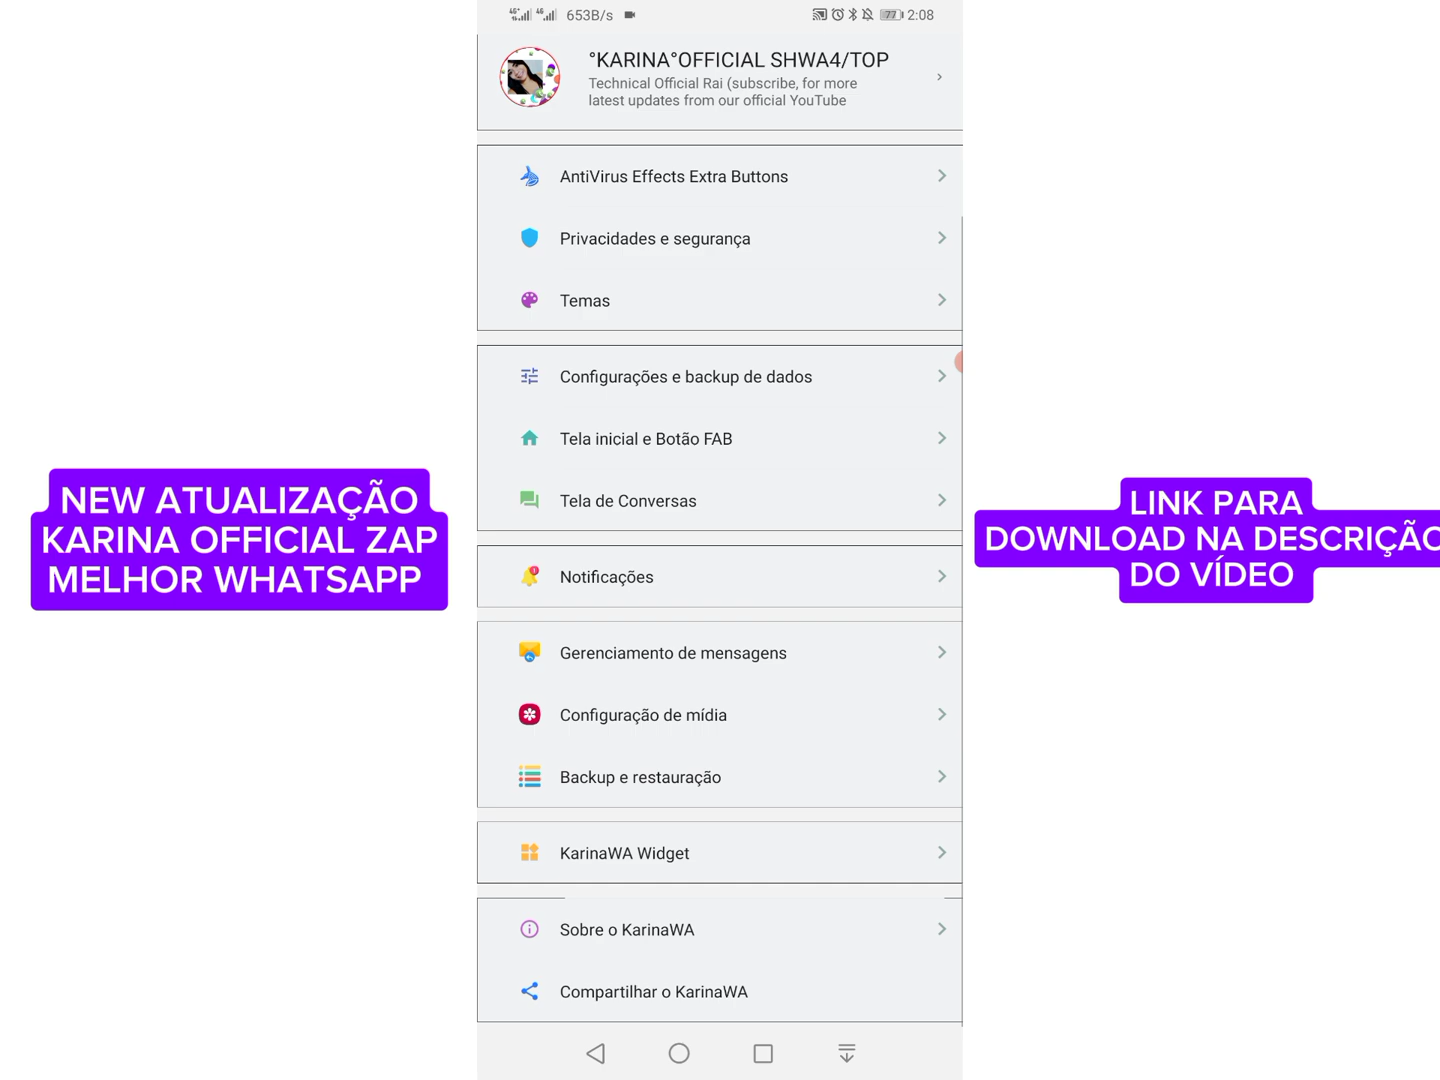 4G+ 4G 653B/s 77 2:08
°KARINA°OFFICIAL SHWA4/TOP
Technical Official Rai (subscribe, for more
latest updates from our official YouTube
AntiVirus Effects Extra Buttons
Privacidades e segurança
Temas
Configurações e backup de dados
Tela inicial e Botão FAB
Tela de Conversas
Notificações
Gerenciamento de mensagens
Configuração de mídia
Backup e restauração
KarinaWA Widget
Sobre o KarinaWA
Compartilhar o KarinaWA
NEW ATUALIZAÇÃO
KARINA OFFICIAL ZAP
MELHOR WHATSAPP
LINK PARA
DOWNLOAD NA DESCRIÇÃO
DO VÍDEO